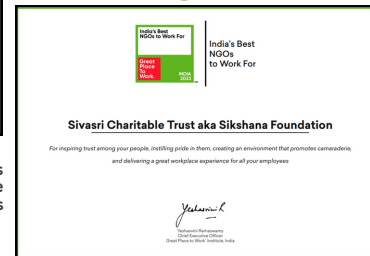 India's Best
NGOs to Work For
Great
Place
To
Work.
INDIA
2023
India's Best
NGOs
to Work For
Sivasri Charitable Trust aka Sikshana Foundation
For inspiring trust among your people, instilling pride in them, creating an environment that promotes camaraderie,
and delivering a great workplace experience for all your employees
Yeshasvini R
Yeshasvini Ramaswamy
Chief Executive Officer
Great Place to Work® Institute, India